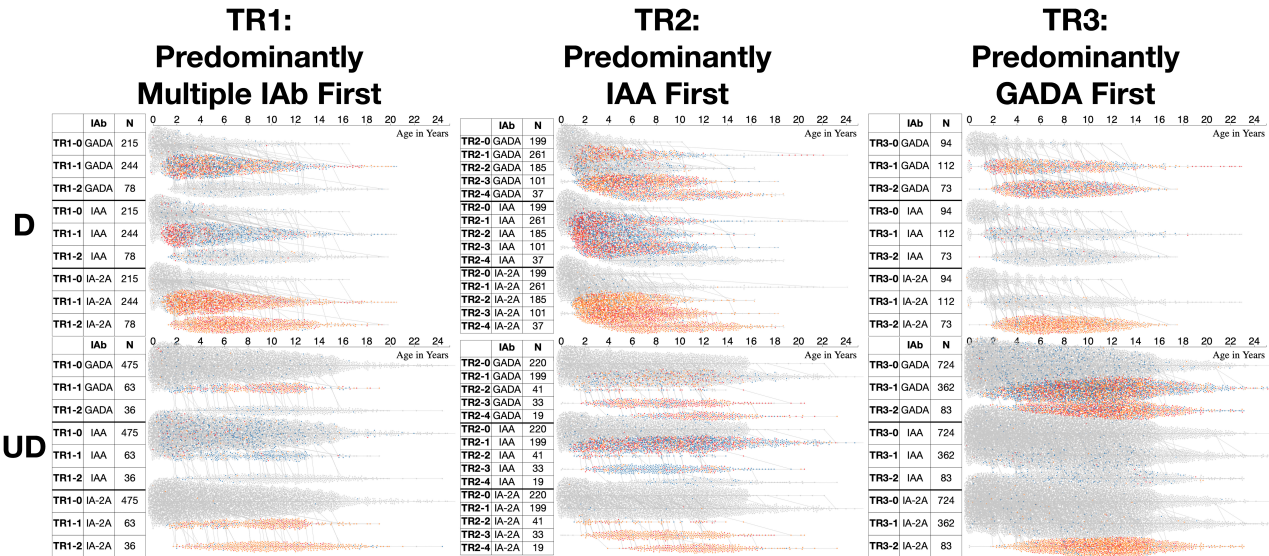 TR1:
Predominantly
Multiple IAb First
TR2:
Predominantly
IAA First
TR3:
Predominantly
GADA First
D
IAb N
TR1-0 GADA 215
TR1-1 GADA 244
TR1-2 GADA 78
TR1-0 IAA 215
TR1-1 IAA 244
TR1-2 IAA 78
TR1-0 IA-2A 215
TR1-1 IA-2A 244
TR1-2 IA-2A 78
0 2 4 6 8 10 12 14 16 18 20 22 24
Age in Years
IAb N
TR2-0 GADA 199
TR2-1 GADA 261
TR2-2 GADA 185
TR2-3 GADA 101
TR2-4 GADA 37
TR2-0 IAA 199
TR2-1 IAA 261
TR2-2 IAA 185
TR2-3 IAA 101
TR2-4 IAA 37
TR2-0 IA-2A 199
TR2-1 IA-2A 261
TR2-2 IA-2A 185
TR2-3 IA-2A 101
TR2-4 IA-2A 37
0 2 4 6 8 10 12 14 16 18 20 22 24
Age in Years
IAb N
TR3-0 GADA 94
TR3-1 GADA 112
TR3-2 GADA 73
TR3-0 IAA 94
TR3-1 IAA 112
TR3-2 IAA 73
TR3-0 IA-2A 94
TR3-1 IA-2A 112
TR3-2 IA-2A 73
0 2 4 6 8 10 12 14 16 18 20 22 24
Age in Years
UD
IAb N
TR1-0 GADA 475
TR1-1 GADA 63
TR1-2 GADA 36
TR1-0 IAA 475
TR1-1 IAA 63
TR1-2 IAA 36
TR1-0 IA-2A 475
TR1-1 IA-2A 63
TR1-2 IA-2A 36
0 2 4 6 8 10 12 14 16 18 20 22 24
Age in Years
IAb N
TR2-0 GADA 220
TR2-1 GADA 199
TR2-2 GADA 41
TR2-3 GADA 33
TR2-4 GADA 19
TR2-0 IAA 220
TR2-1 IAA 199
TR2-2 IAA 41
TR2-3 IAA 33
TR2-4 IAA 19
TR2-0 IA-2A 220
TR2-1 IA-2A 199
TR2-2 IA-2A 41
TR2-3 IA-2A 33
TR2-4 IA-2A 19
0 2 4 6 8 10 12 14 16 18 20 22 24
Age in Years
IAb N
TR3-0 GADA 724
TR3-1 GADA 362
TR3-2 GADA 83
TR3-0 IAA 724
TR3-1 IAA 362
TR3-2 IAA 83
TR3-0 IA-2A 724
TR3-1 IA-2A 362
TR3-2 IA-2A 83
0 2 4 6 8 10 12 14 16 18 20 22 24
Age in Years